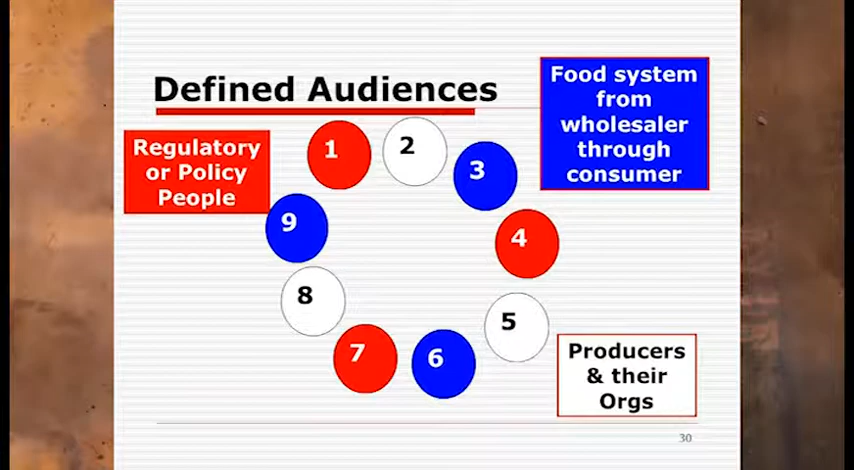 Defined Audiences
Food system
from
wholesaler
through
consumer
Regulatory
or Policy
People
1
2
3
4
5
6
7
8
9
Producers
& their
Orgs
30